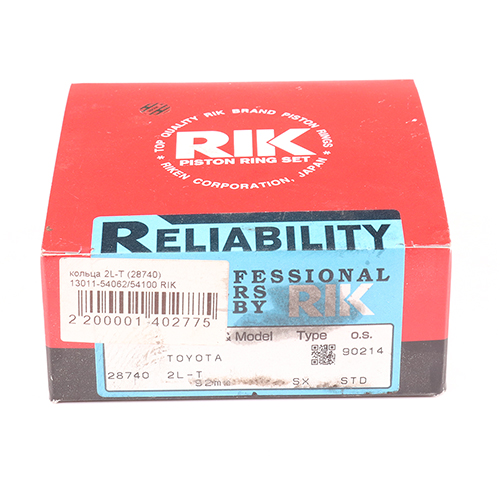 TOP QUALITY RIK BRAND PISTON RINGS
RIK
PISTON RING SET
RIKEN CORPORATION, JAPAN
RELIABILITY
FESSIONAL
RS
BY RIK
кольца 2L-T (28740)
13011-54062/54100 RIK
2 200001 402775
& Model Type O.S.
TOYOTA 90214
28740 2L-T
92mm SX STD